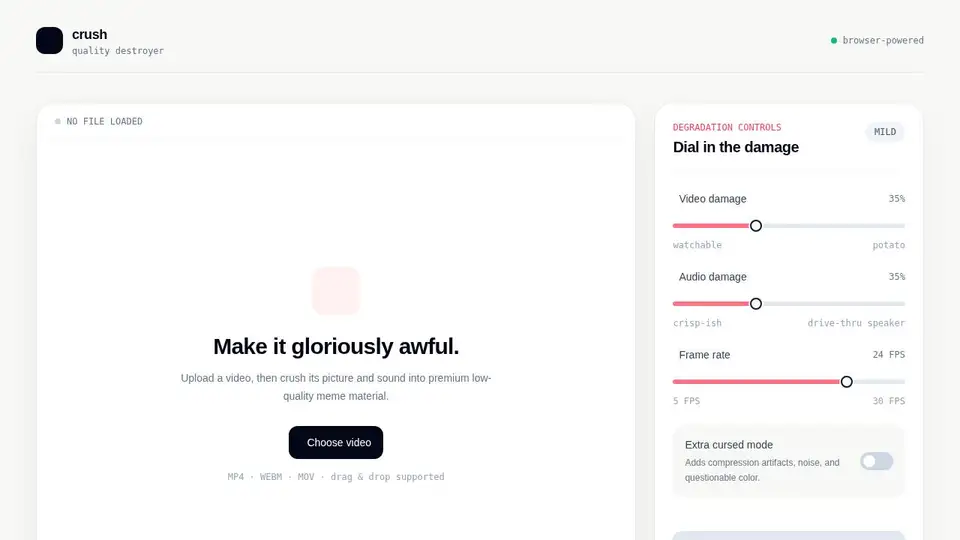 crush
quality destroyer
browser-powered
NO FILE LOADED
Make it gloriously awful.
Upload a video, then crush its picture and sound into premium low-
quality meme material.
Choose video
MP4 · WEBM · MOV · drag & drop supported
DEGRADATION CONTROLS
Dial in the damage
MILD
Video damage
35%
watchable
potato
Audio damage
35%
crisp-ish
drive-thru speaker
Frame rate
24 FPS
5 FPS
30 FPS
Extra cursed mode
Adds compression artifacts, noise, and
questionable color.